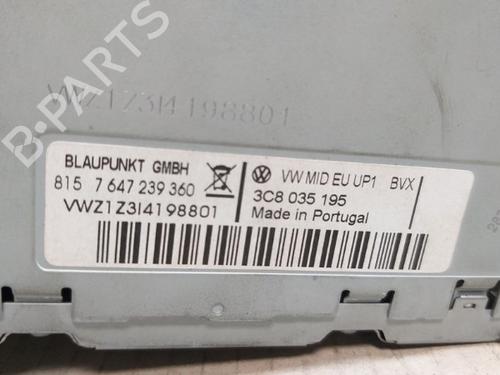 VWZ1Z3I4198801
B-PARTS
BLAUPUNKT GMBH
815 7 647 239 360
VWZ1Z3I4198801
VW MID EU UP1 BVX
3C8 035 195
Made in Portugal